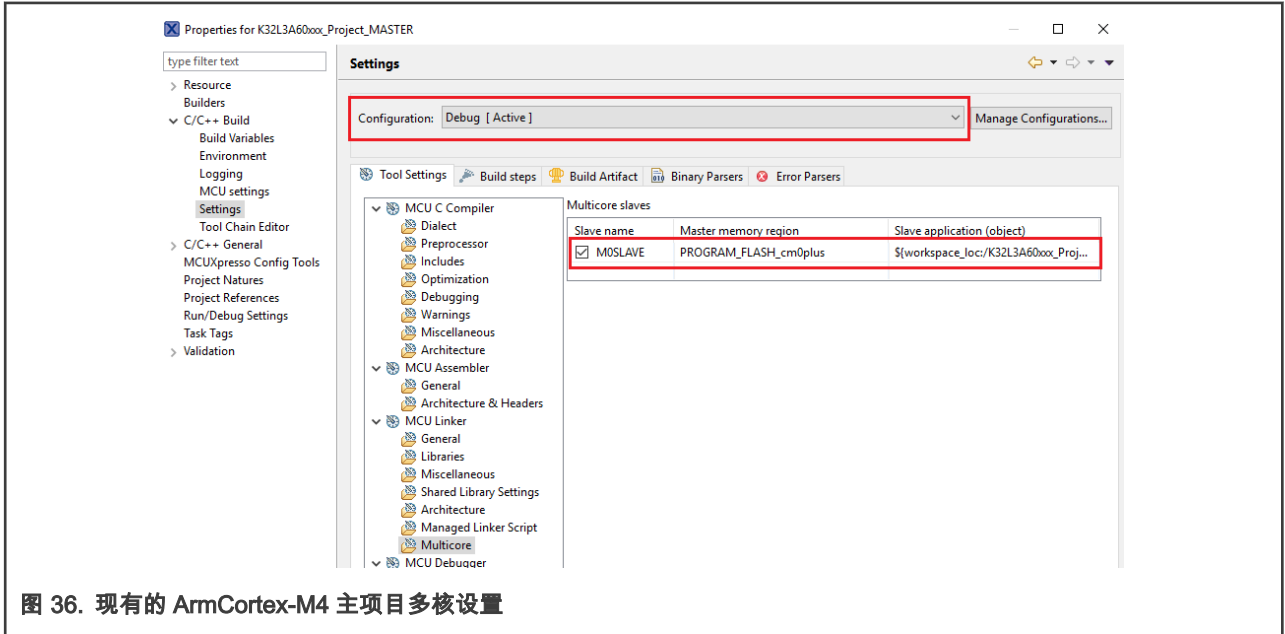 Properties for K32L3A60xxx_Project_MASTER
type filter text
Resource
Builders
C/C++ Build
Build Variables
Environment
Logging
MCU settings
Settings
Tool Chain Editor
C/C++ General
MCUXpresso Config Tools
Project Natures
Project References
Run/Debug Settings
Task Tags
Validation
Settings
Configuration: Debug [ Active ] Manage Configurations...
Tool Settings Build steps Build Artifact Binary Parsers Error Parsers
MCU C Compiler
Dialect
Preprocessor
Includes
Optimization
Debugging
Warnings
Miscellaneous
Architecture
MCU Assembler
General
Architecture & Headers
MCU Linker
General
Libraries
Miscellaneous
Shared Library Settings
Architecture
Managed Linker Script
Multicore
MCU Debugger
Multicore slaves
Slave name Master memory region Slave application (object)
M0SLAVE PROGRAM_FLASH_cm0plus ${workspace_loc:/K32L3A60xxx_Proj...
图 36. 现有的 ArmCortex-M4 主项目多核设置